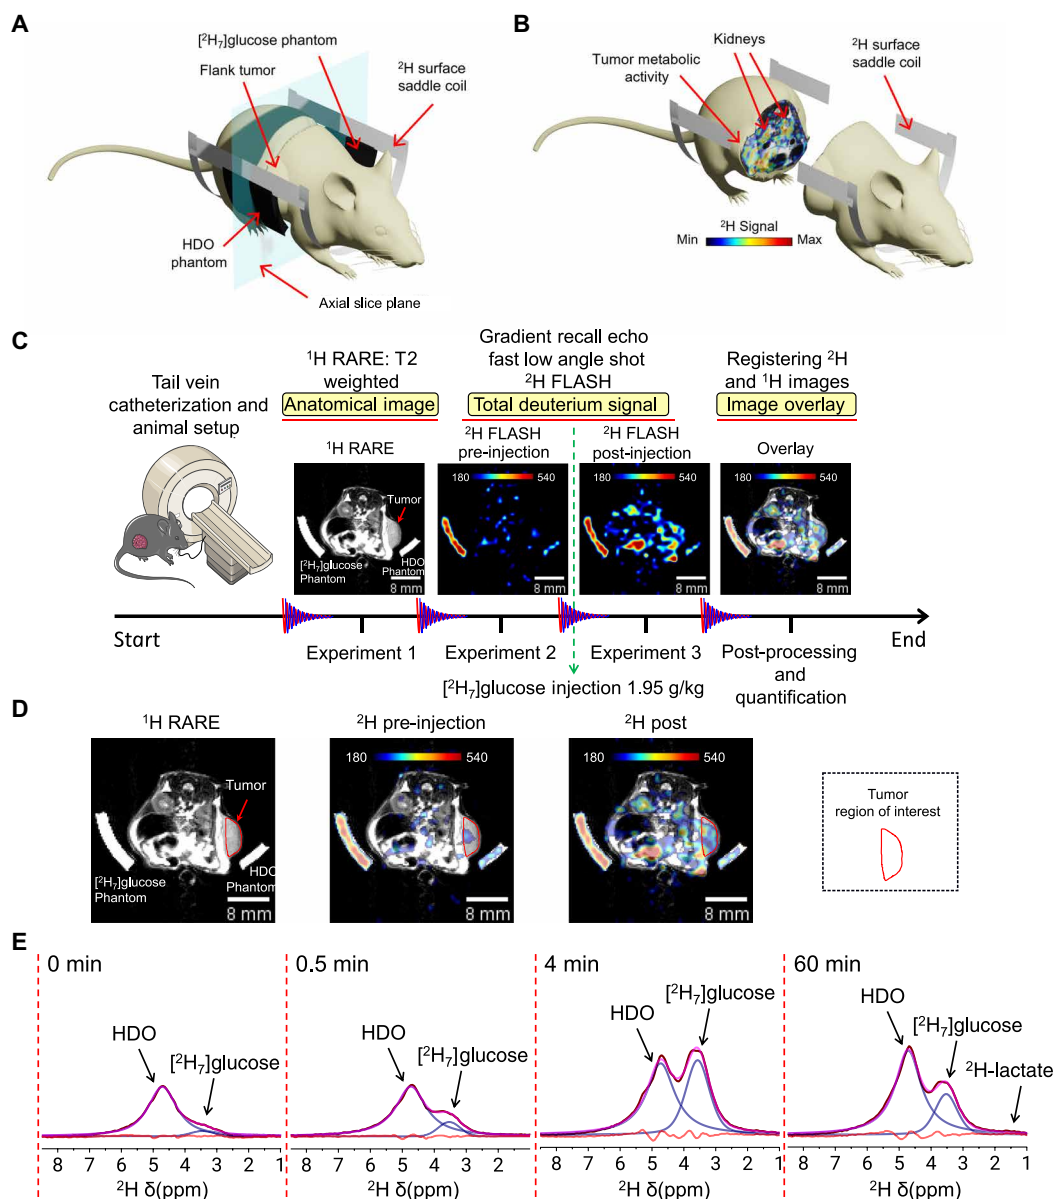 A
[²H₇]glucose phantom
Flank tumor
²H surface
saddle coil
HDO
phantom
Axial slice plane
B
Kidneys
Tumor metabolic
activity
²H surface
saddle coil
²H Signal
Min
Max
C
Tail vein
catheterization and
animal setup
¹H RARE: T2
weighted
Anatomical image
Gradient recall echo
fast low angle shot
²H FLASH
Total deuterium signal
Registering ²H
and ¹H images
Image overlay
¹H RARE
Tumor
[²H₇]glucose
Phantom
HDO
Phantom
8 mm
²H FLASH
pre-injection
180
540
8 mm
²H FLASH
post-injection
180
540
8 mm
Overlay
180
540
8 mm
Start
Experiment 1
Experiment 2
Experiment 3
Post-processing
and
quantification
End
[²H₇]glucose injection 1.95 g/kg
D
¹H RARE
Tumor
[²H₇]glucose
Phantom
HDO
Phantom
8 mm
²H pre-injection
180
540
8 mm
²H post
180
540
8 mm
Tumor
region of interest
E
0 min
HDO
[²H₇]glucose
8 7 6 5 4 3 2 1
²H δ(ppm)
0.5 min
HDO
[²H₇]glucose
8 7 6 5 4 3 2
²H δ(ppm)
4 min
HDO
[²H₇]glucose
8 7 6 5 4 3 2 1
²H δ(ppm)
60 min
HDO
[²H₇]glucose
²H-lactate
8 7 6 5 4 3 2 1
²H δ(ppm)